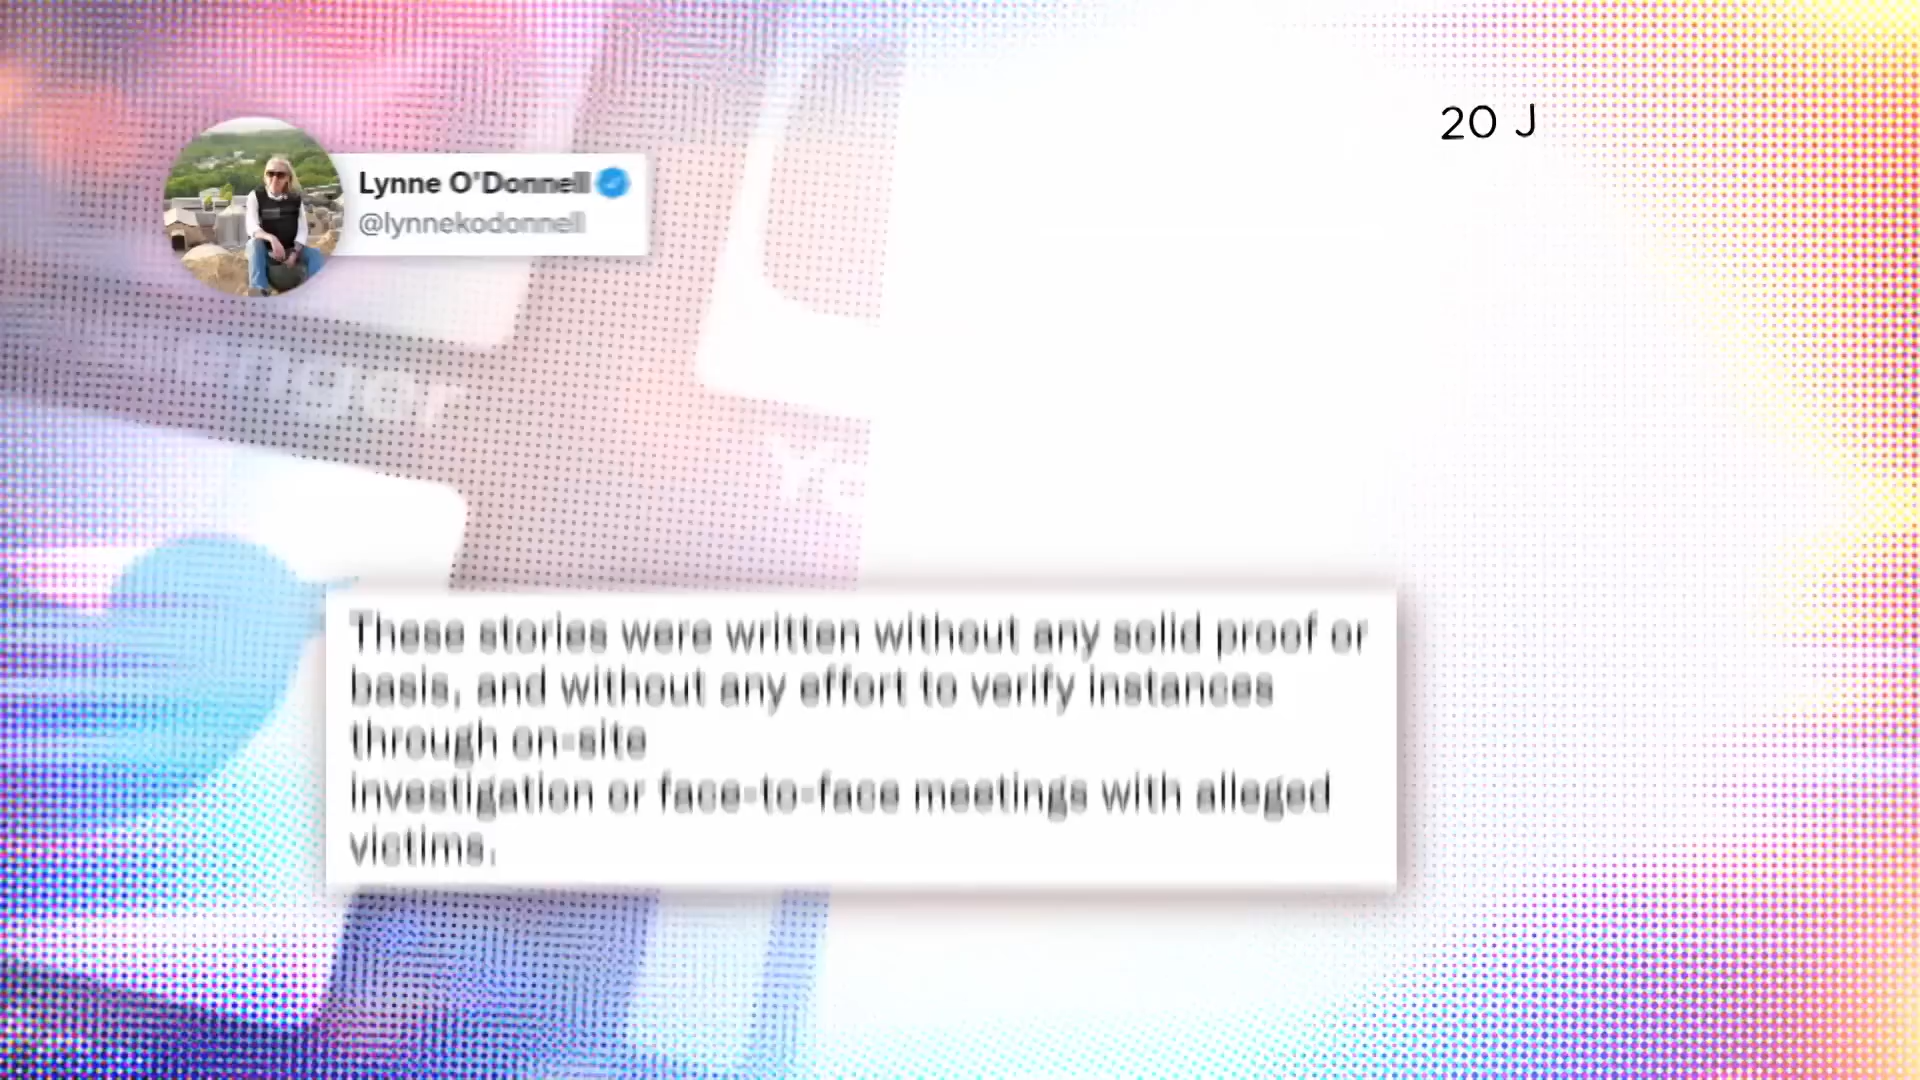 20 J
Lynne O'Donnell
@lynnekodonnell
These stories were written without any solid proof or
basis, and without any effort to verify instances
through on-site
investigation or face-to-face meetings with alleged
victims.